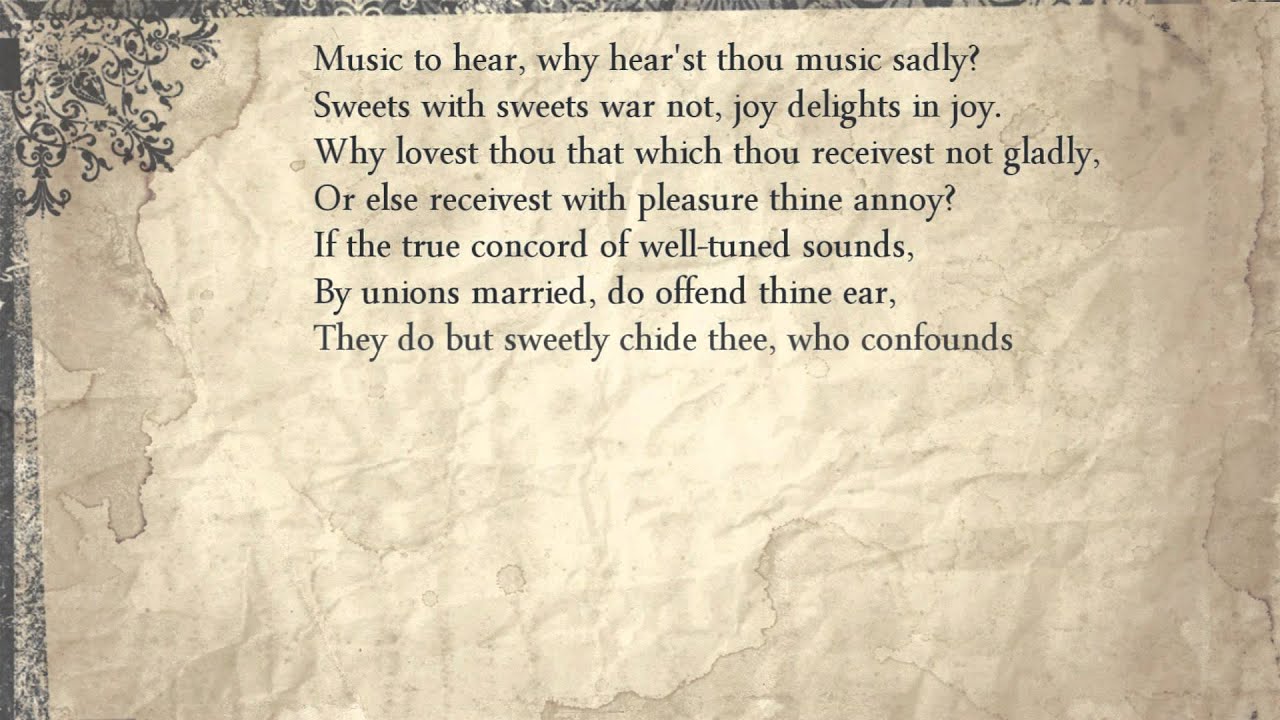 Music to hear, why hear'st thou music sadly?
Sweets with sweets war not, joy delights in joy.
Why lovest thou that which thou receivest not gladly,
Or else receivest with pleasure thine annoy?
If the true concord of well-tuned sounds,
By unions married, do offend thine ear,
They do but sweetly chide thee, who confounds